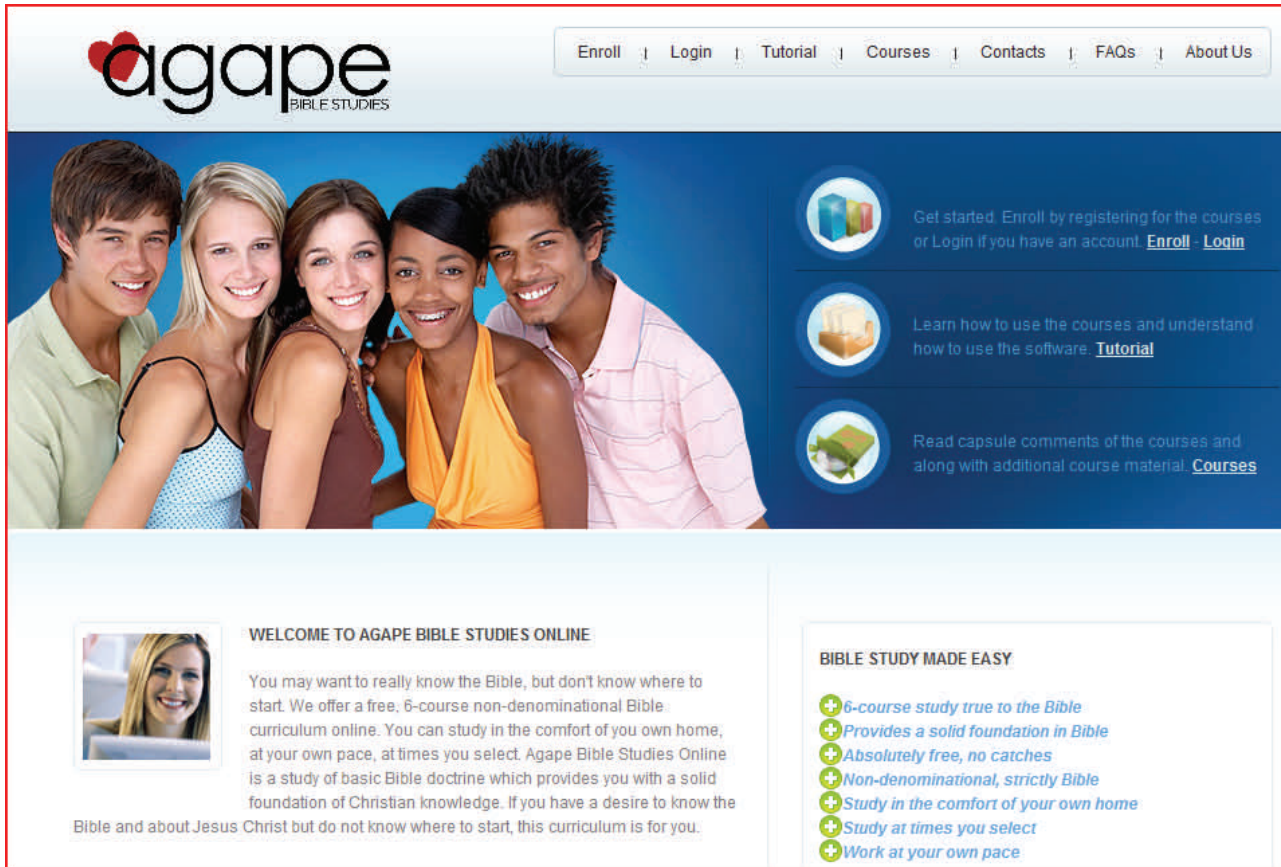 agape
BIBLE STUDIES
Enroll | Login | Tutorial | Courses | Contacts | FAQs | About Us
Get started. Enroll by registering for the courses
or Login if you have an account. Enroll - Login
Learn how to use the courses and understand
how to use the software. Tutorial
Read capsule comments of the courses and
along with additional course material. Courses
WELCOME TO AGAPE BIBLE STUDIES ONLINE
You may want to really know the Bible, but don't know where to
start. We offer a free, 6-course non-denominational Bible
curriculum online. You can study in the comfort of you own home,
at your own pace, at times you select. Agape Bible Studies Online
is a study of basic Bible doctrine which provides you with a solid
foundation of Christian knowledge. If you have a desire to know the
Bible and about Jesus Christ but do not know where to start, this curriculum is for you.
BIBLE STUDY MADE EASY
6-course study true to the Bible
Provides a solid foundation in Bible
Absolutely free, no catches
Non-denominational, strictly Bible
Study in the comfort of your own home
Study at times you select
Work at your own pace